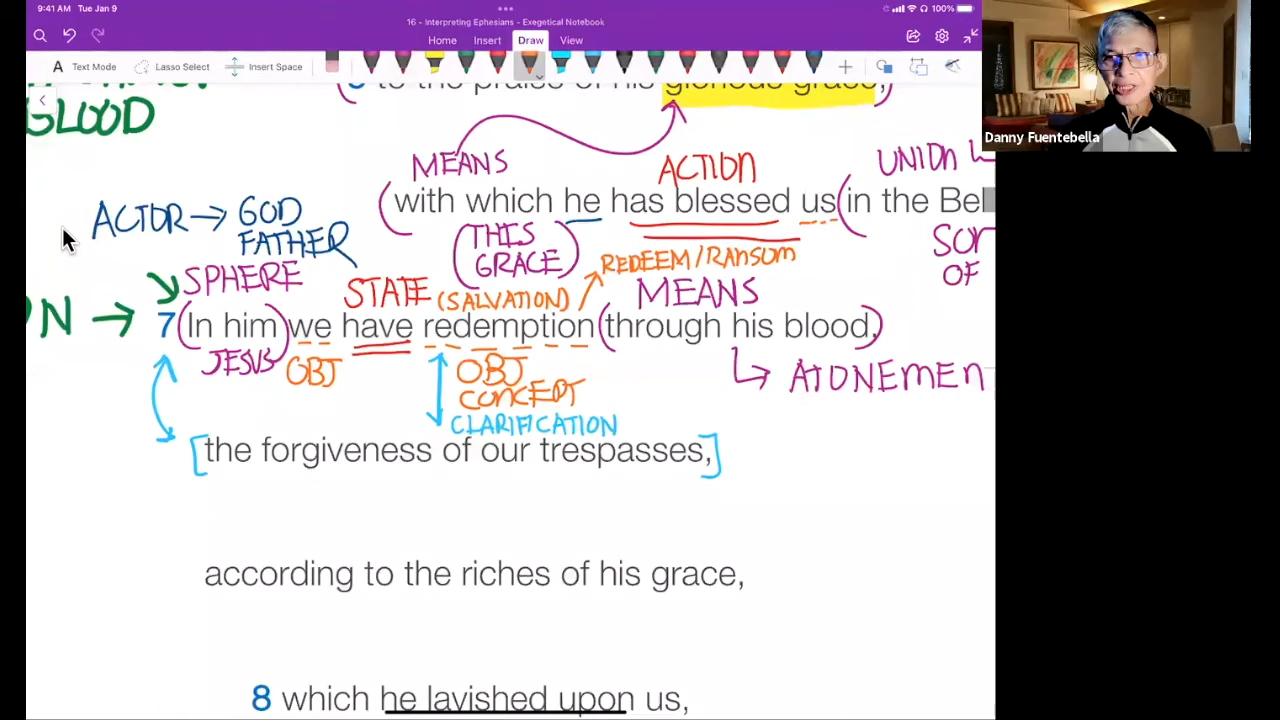 9:41 AM Tue Jan 9
100%
16 - Interpreting Ephesians - Exegetical Notebook
Home Insert Draw View
Text Mode Lasso Select Insert Space
BLOOD
to the praise of his glorious grace,)
Danny Fuentebella
MEANS ACTION UNION
(with which he has blessed us (in the Bel
ACTOR → GOD FATHER
(THIS GRACE)
REDEEM/RANSOM
SON OF
SPHERE STATE (SALVATION) MEANS
N → 7 (In him) we have redemption (through his blood,)
JESUS OBJ OBJ CONCEPT
↳ ATONEMEN
CLARIFICATION
[the forgiveness of our trespasses,]
according to the riches of his grace,
8 which he lavished upon us,